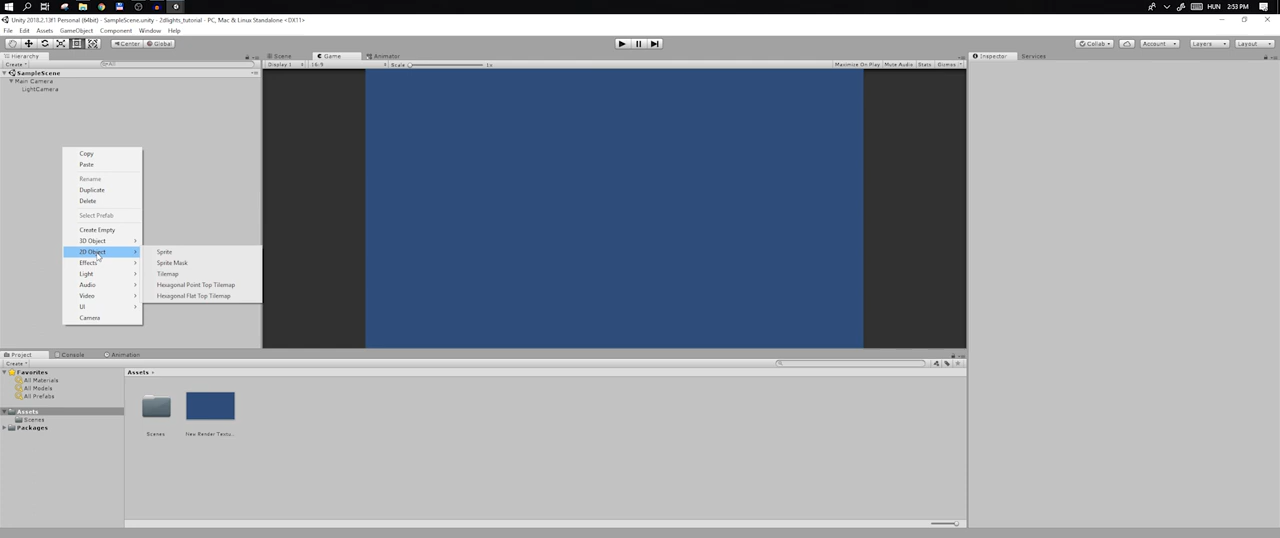 HUN 2:53 PM
Unity 2018.2.13f1 Personal (64bit) - SampleScene.unity - 2dlights_tutorial - PC, Mac & Linux Standalone <DX11>
File Edit Assets GameObject Component Window Help
Center Global Collab Account Layers Layout
Hierarchy Scene Game Animator Inspector Services
Create All Display 1 16:9 Scale 1x Maximize On Play Mute Audio Stats Gizmos
SampleScene
Main Camera
LightCamera
Copy
Paste
Rename
Duplicate
Delete
Select Prefab
Create Empty
3D Object
2D Object
Effects
Light
Audio
Video
UI
Camera
Sprite
Sprite Mask
Tilemap
Hexagonal Point Top Tilemap
Hexagonal Flat Top Tilemap
Project Console Animation
Create
Favorites
All Materials
All Models
All Prefabs
Assets
Scenes
Packages
Assets
Scenes New Render Textu...